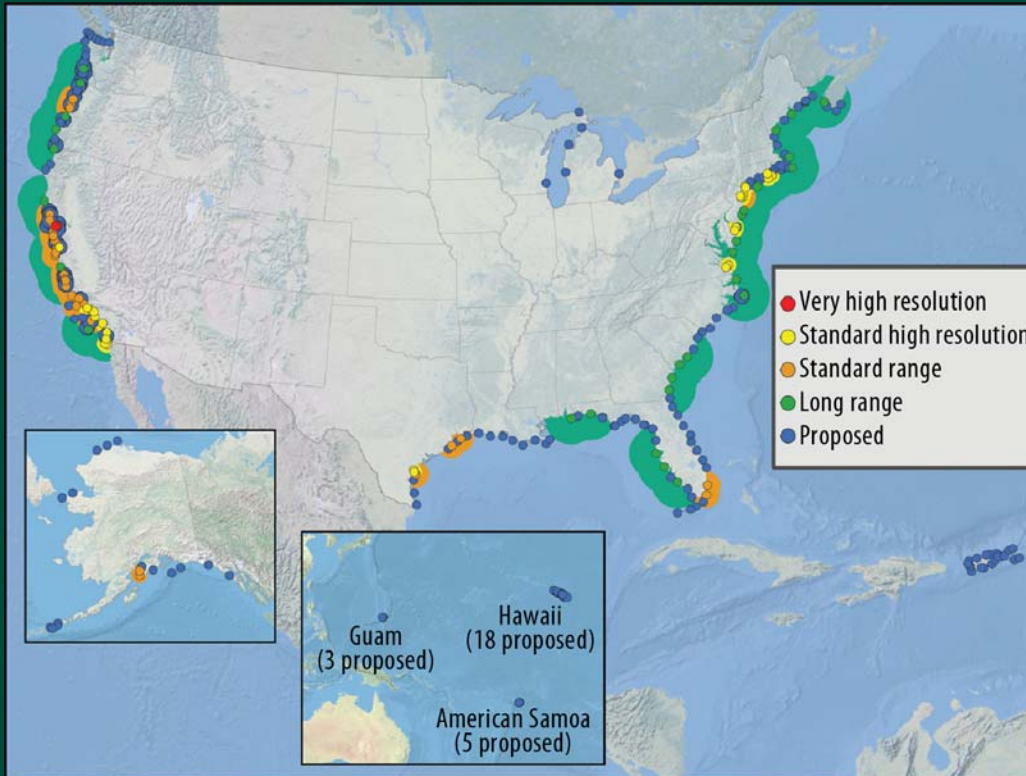 Very high resolution
Standard high resolution
Standard range
Long range
Proposed
Guam
(3 proposed)
Hawaii
(18 proposed)
American Samoa
(5 proposed)